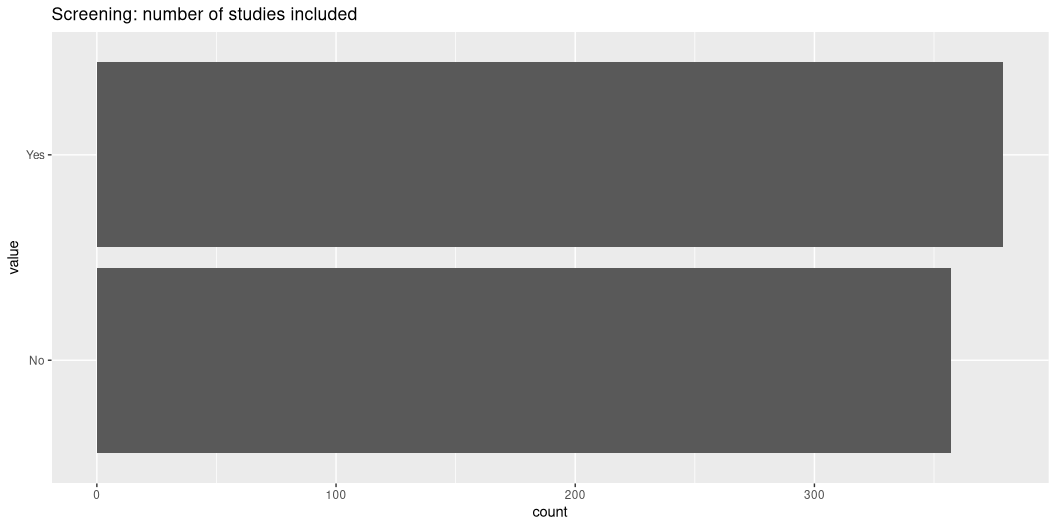 Screening: number of studies included
value
Yes
No
0 100 200 300
count